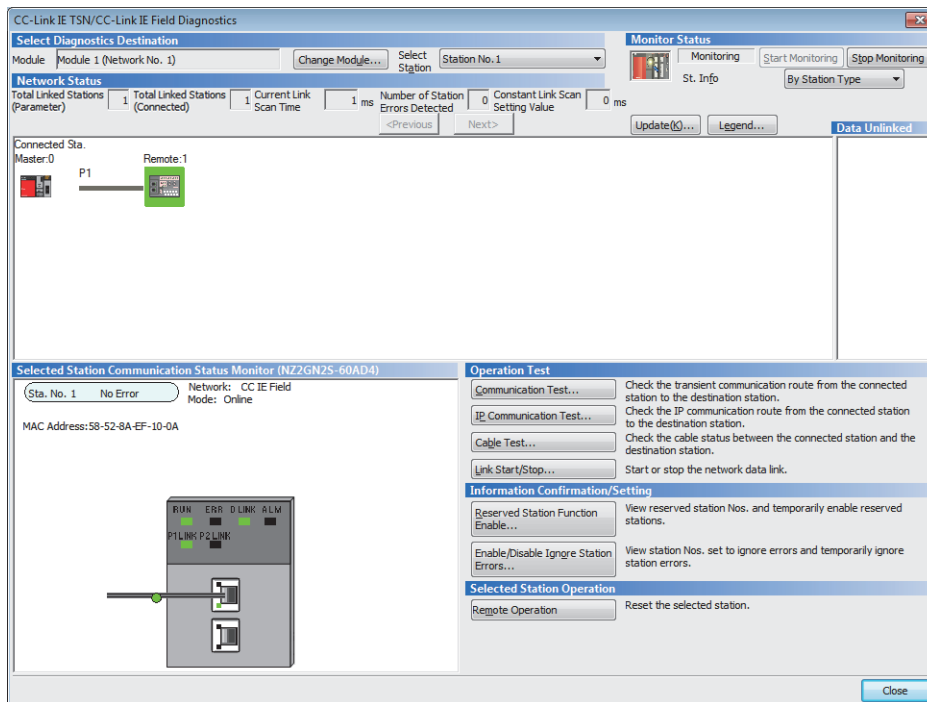 CC-Link IE TSN/CC-Link IE Field Diagnostics
Select Diagnostics Destination
Monitor Status
Module Module 1 (Network No. 1) Change Module... Select Station Station No.1
Monitoring Start Monitoring Stop Monitoring
St. Info By Station Type
Network Status
Total Linked Stations (Parameter) 1 Total Linked Stations (Connected) 1 Current Link Scan Time 1 ms Number of Station Errors Detected 0 Constant Link Scan Setting Value 0 ms
<Previous Next>
Update(K)... Legend...
Data Unlinked
Connected Sta.
Master:0 Remote:1
P1
Selected Station Communication Status Monitor (NZ2GN2S-60AD4)
Sta. No. 1 No Error
Network: CC IE Field
Mode: Online
MAC Address:58-52-8A-EF-10-0A
RUN ERR D LINK ALM
P1LINK P2LINK
Operation Test
Communication Test...
Check the transient communication route from the connected
station to the destination station.
IP Communication Test...
Check the IP communication route from the connected station
to the destination station.
Cable Test...
Check the cable status between the connected station and the
destination station.
Link Start/Stop...
Start or stop the network data link.
Information Confirmation/Setting
Reserved Station Function
Enable...
View reserved station Nos. and temporarily enable reserved
stations.
Enable/Disable Ignore Station
Errors...
View station Nos. set to ignore errors and temporarily ignore
station errors.
Selected Station Operation
Remote Operation
Reset the selected station.
Close